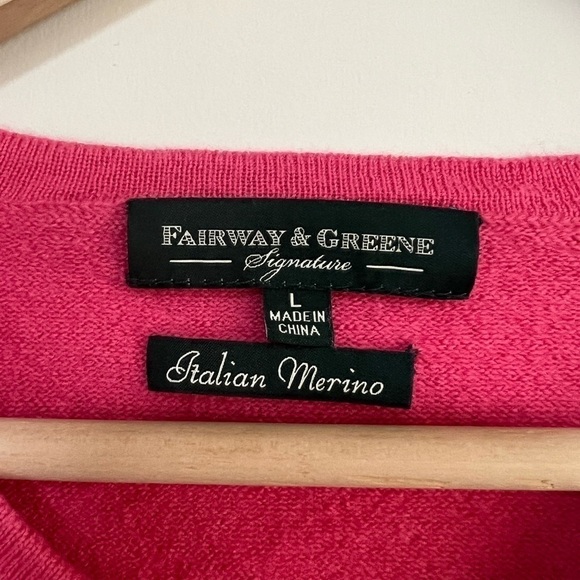 FAIRWAY & GREENE
Signature
L
MADE IN
CHINA
Italian Merino